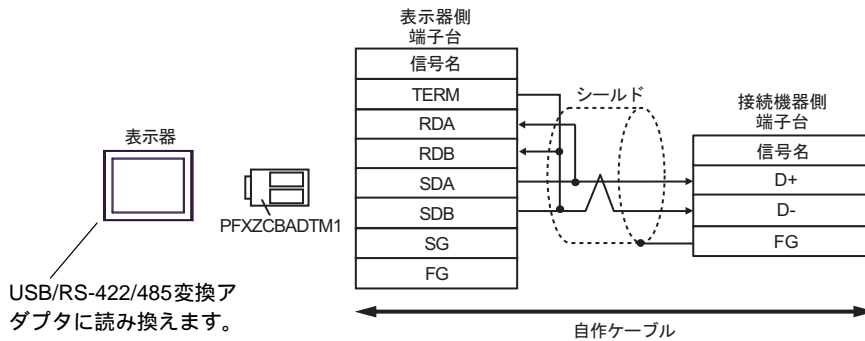 表示器側
端子台
信号名
TERM
RDA
RDB
SDA
SDB
SG
FG
シールド
接続機器側
端子台
信号名
D+
D-
FG
表示器
PFXZCBADTM1
USB/RS-422/485変換ア
ダプタに読み換えます。
自作ケーブル